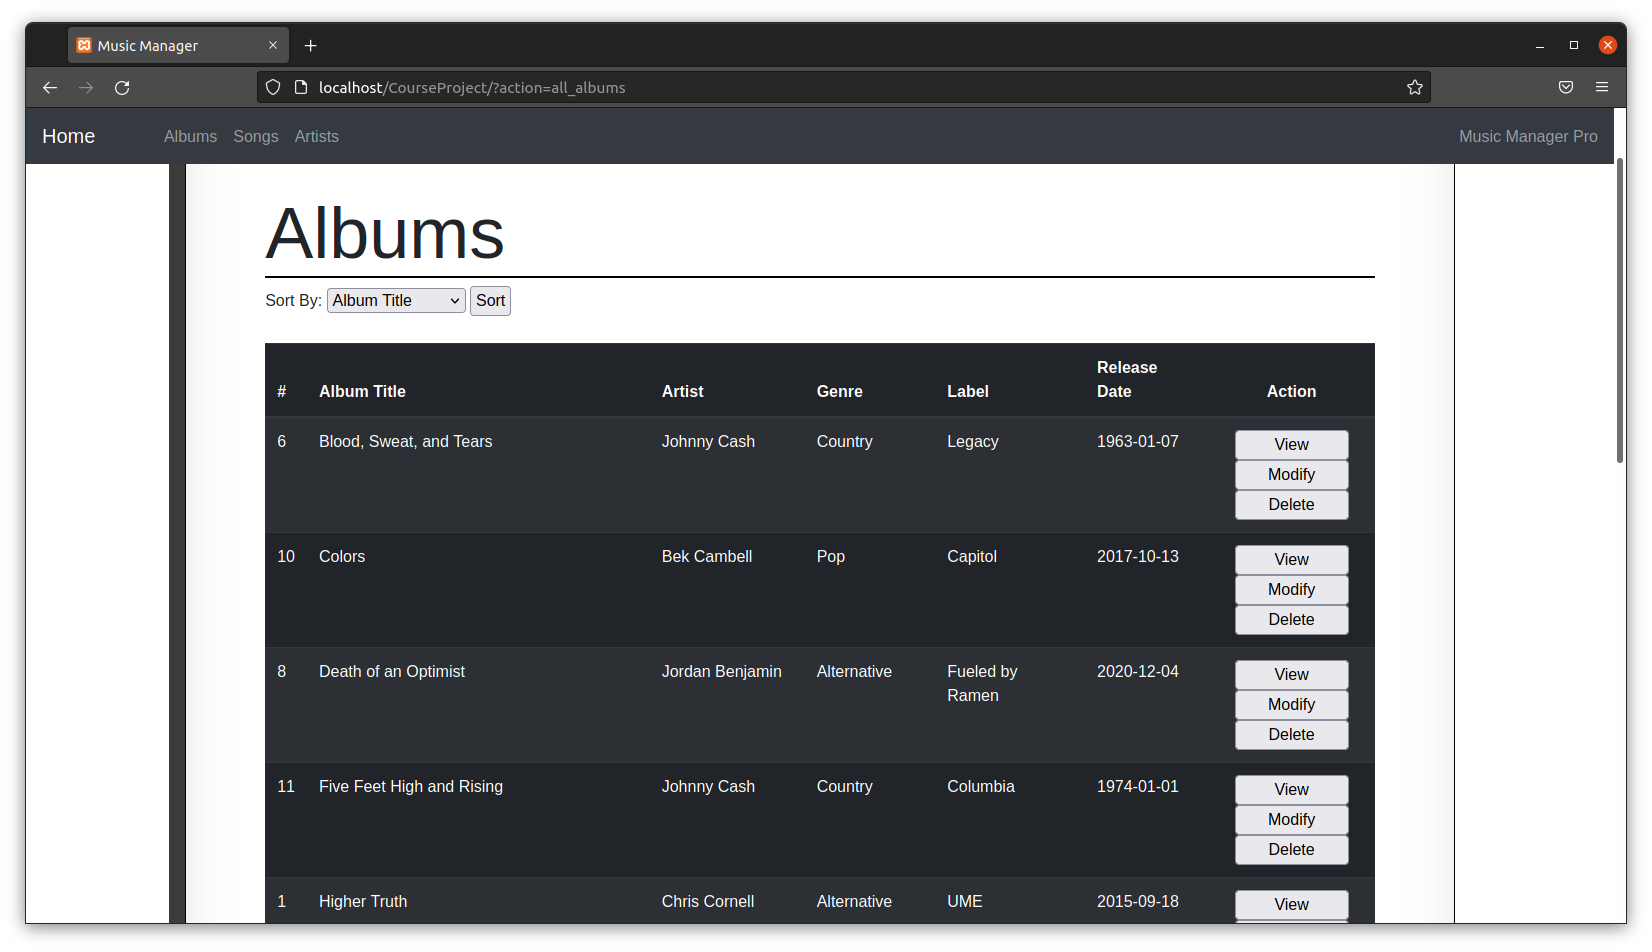 Music Manager
localhost/CourseProject/?action=all_albums
Home Albums Songs Artists Music Manager Pro
Albums
Sort By: Album Title Sort
# Album Title Artist Genre Label Release Date Action
6 Blood, Sweat, and Tears Johnny Cash Country Legacy 1963-01-07 View
Modify
Delete
10 Colors Bek Cambell Pop Capitol 2017-10-13 View
Modify
Delete
8 Death of an Optimist Jordan Benjamin Alternative Fueled by Ramen 2020-12-04 View
Modify
Delete
11 Five Feet High and Rising Johnny Cash Country Columbia 1974-01-01 View
Modify
Delete
1 Higher Truth Chris Cornell Alternative UME 2015-09-18 View